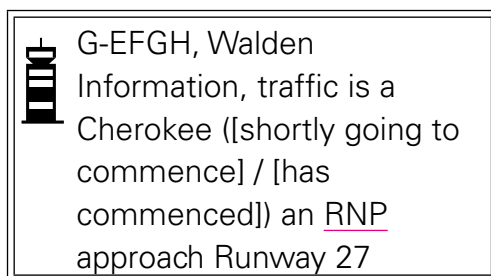 G-EFGH, Walden
Information, traffic is a
Cherokee ([shortly going to
commence] / [has
commenced]) an RNP
approach Runway 27